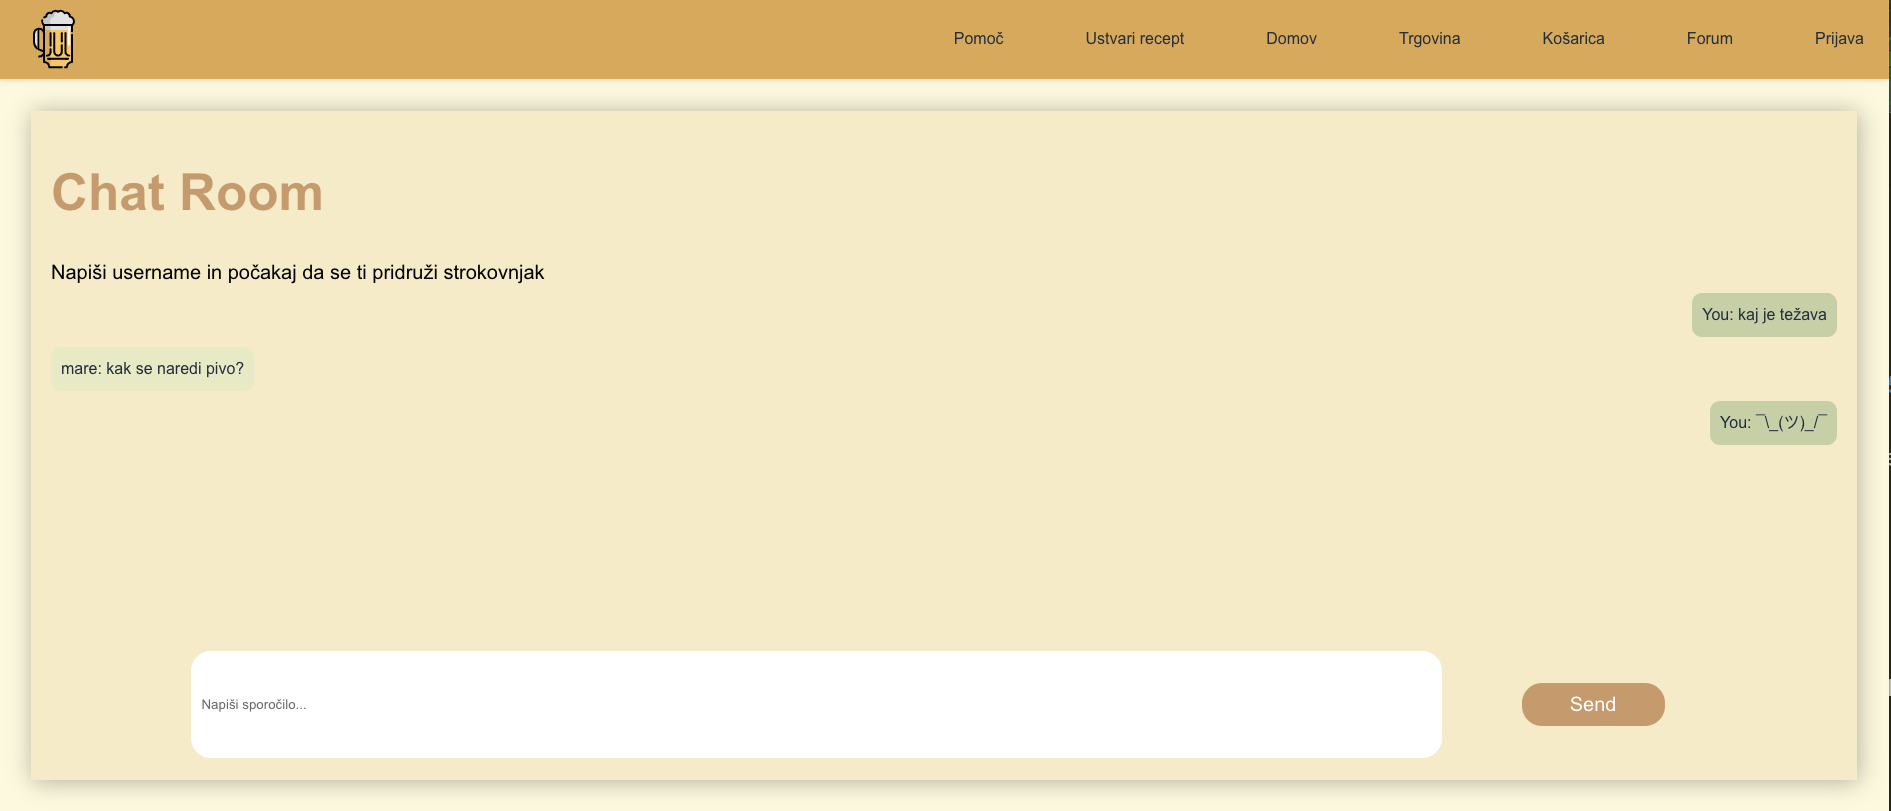 Pomoč
Ustvari recept
Domov
Trgovina
Košarica
Forum
Prijava
Chat Room
Napiši username in počakaj da se ti pridruži strokovnjak
You: kaj je težava
mare: kak se naredi pivo?
You: ¯\_(ツ)_/¯
Napiši sporočilo...
Send